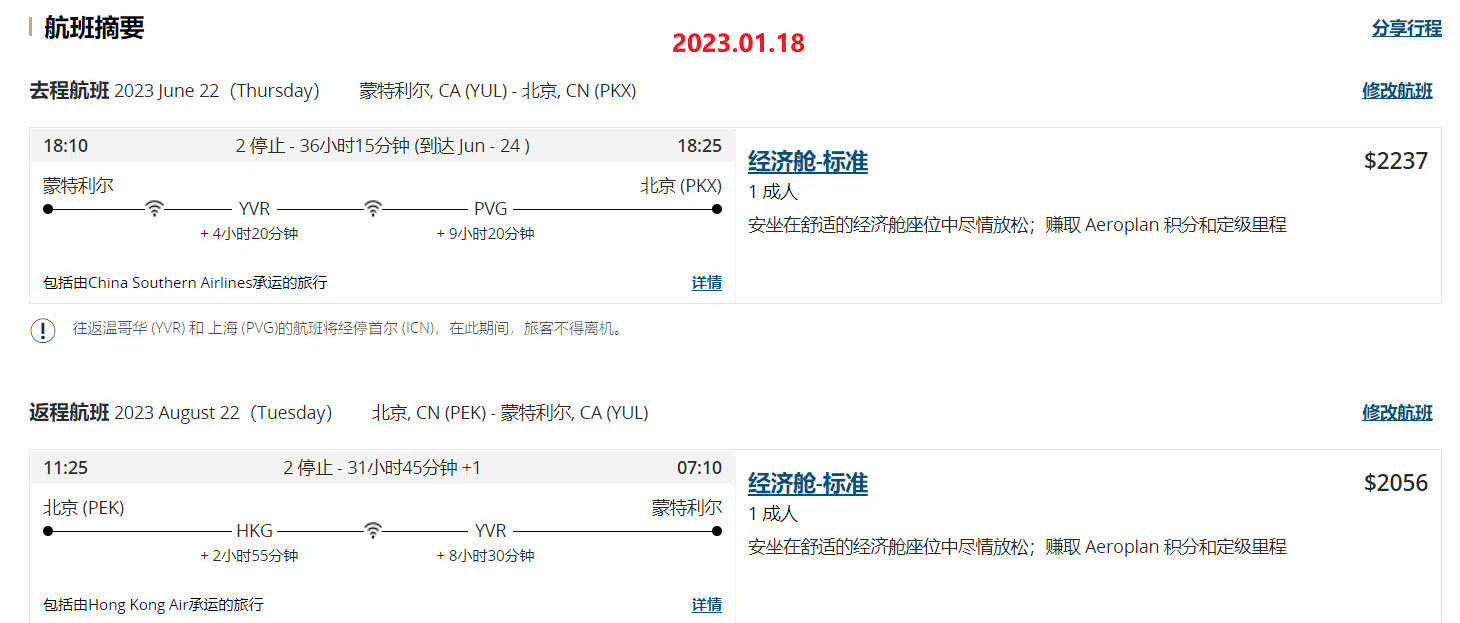 航班摘要
2023.01.18
分享行程
去程航班 2023 June 22（Thursday） 蒙特利尔, CA (YUL) - 北京, CN (PKX)
修改航班
18:10 2 停止 - 36小时15分钟 (到达 Jun - 24 ) 18:25
蒙特利尔 北京 (PKX)
YVR PVG
+ 4小时20分钟 + 9小时20分钟
包括由China Southern Airlines承运的旅行 详情
经济舱-标准 $2237
1 成人
安坐在舒适的经济舱座位中尽情放松；赚取 Aeroplan 积分和定级里程
往返温哥华 (YVR) 和 上海 (PVG)的航班将经停首尔 (ICN)，在此期间，旅客不得离机。
返程航班 2023 August 22（Tuesday） 北京, CN (PEK) - 蒙特利尔, CA (YUL)
修改航班
11:25 2 停止 - 31小时45分钟 +1 07:10
北京 (PEK) 蒙特利尔
HKG YVR
+ 2小时55分钟 + 8小时30分钟
包括由Hong Kong Air承运的旅行 详情
经济舱-标准 $2056
1 成人
安坐在舒适的经济舱座位中尽情放松；赚取 Aeroplan 积分和定级里程